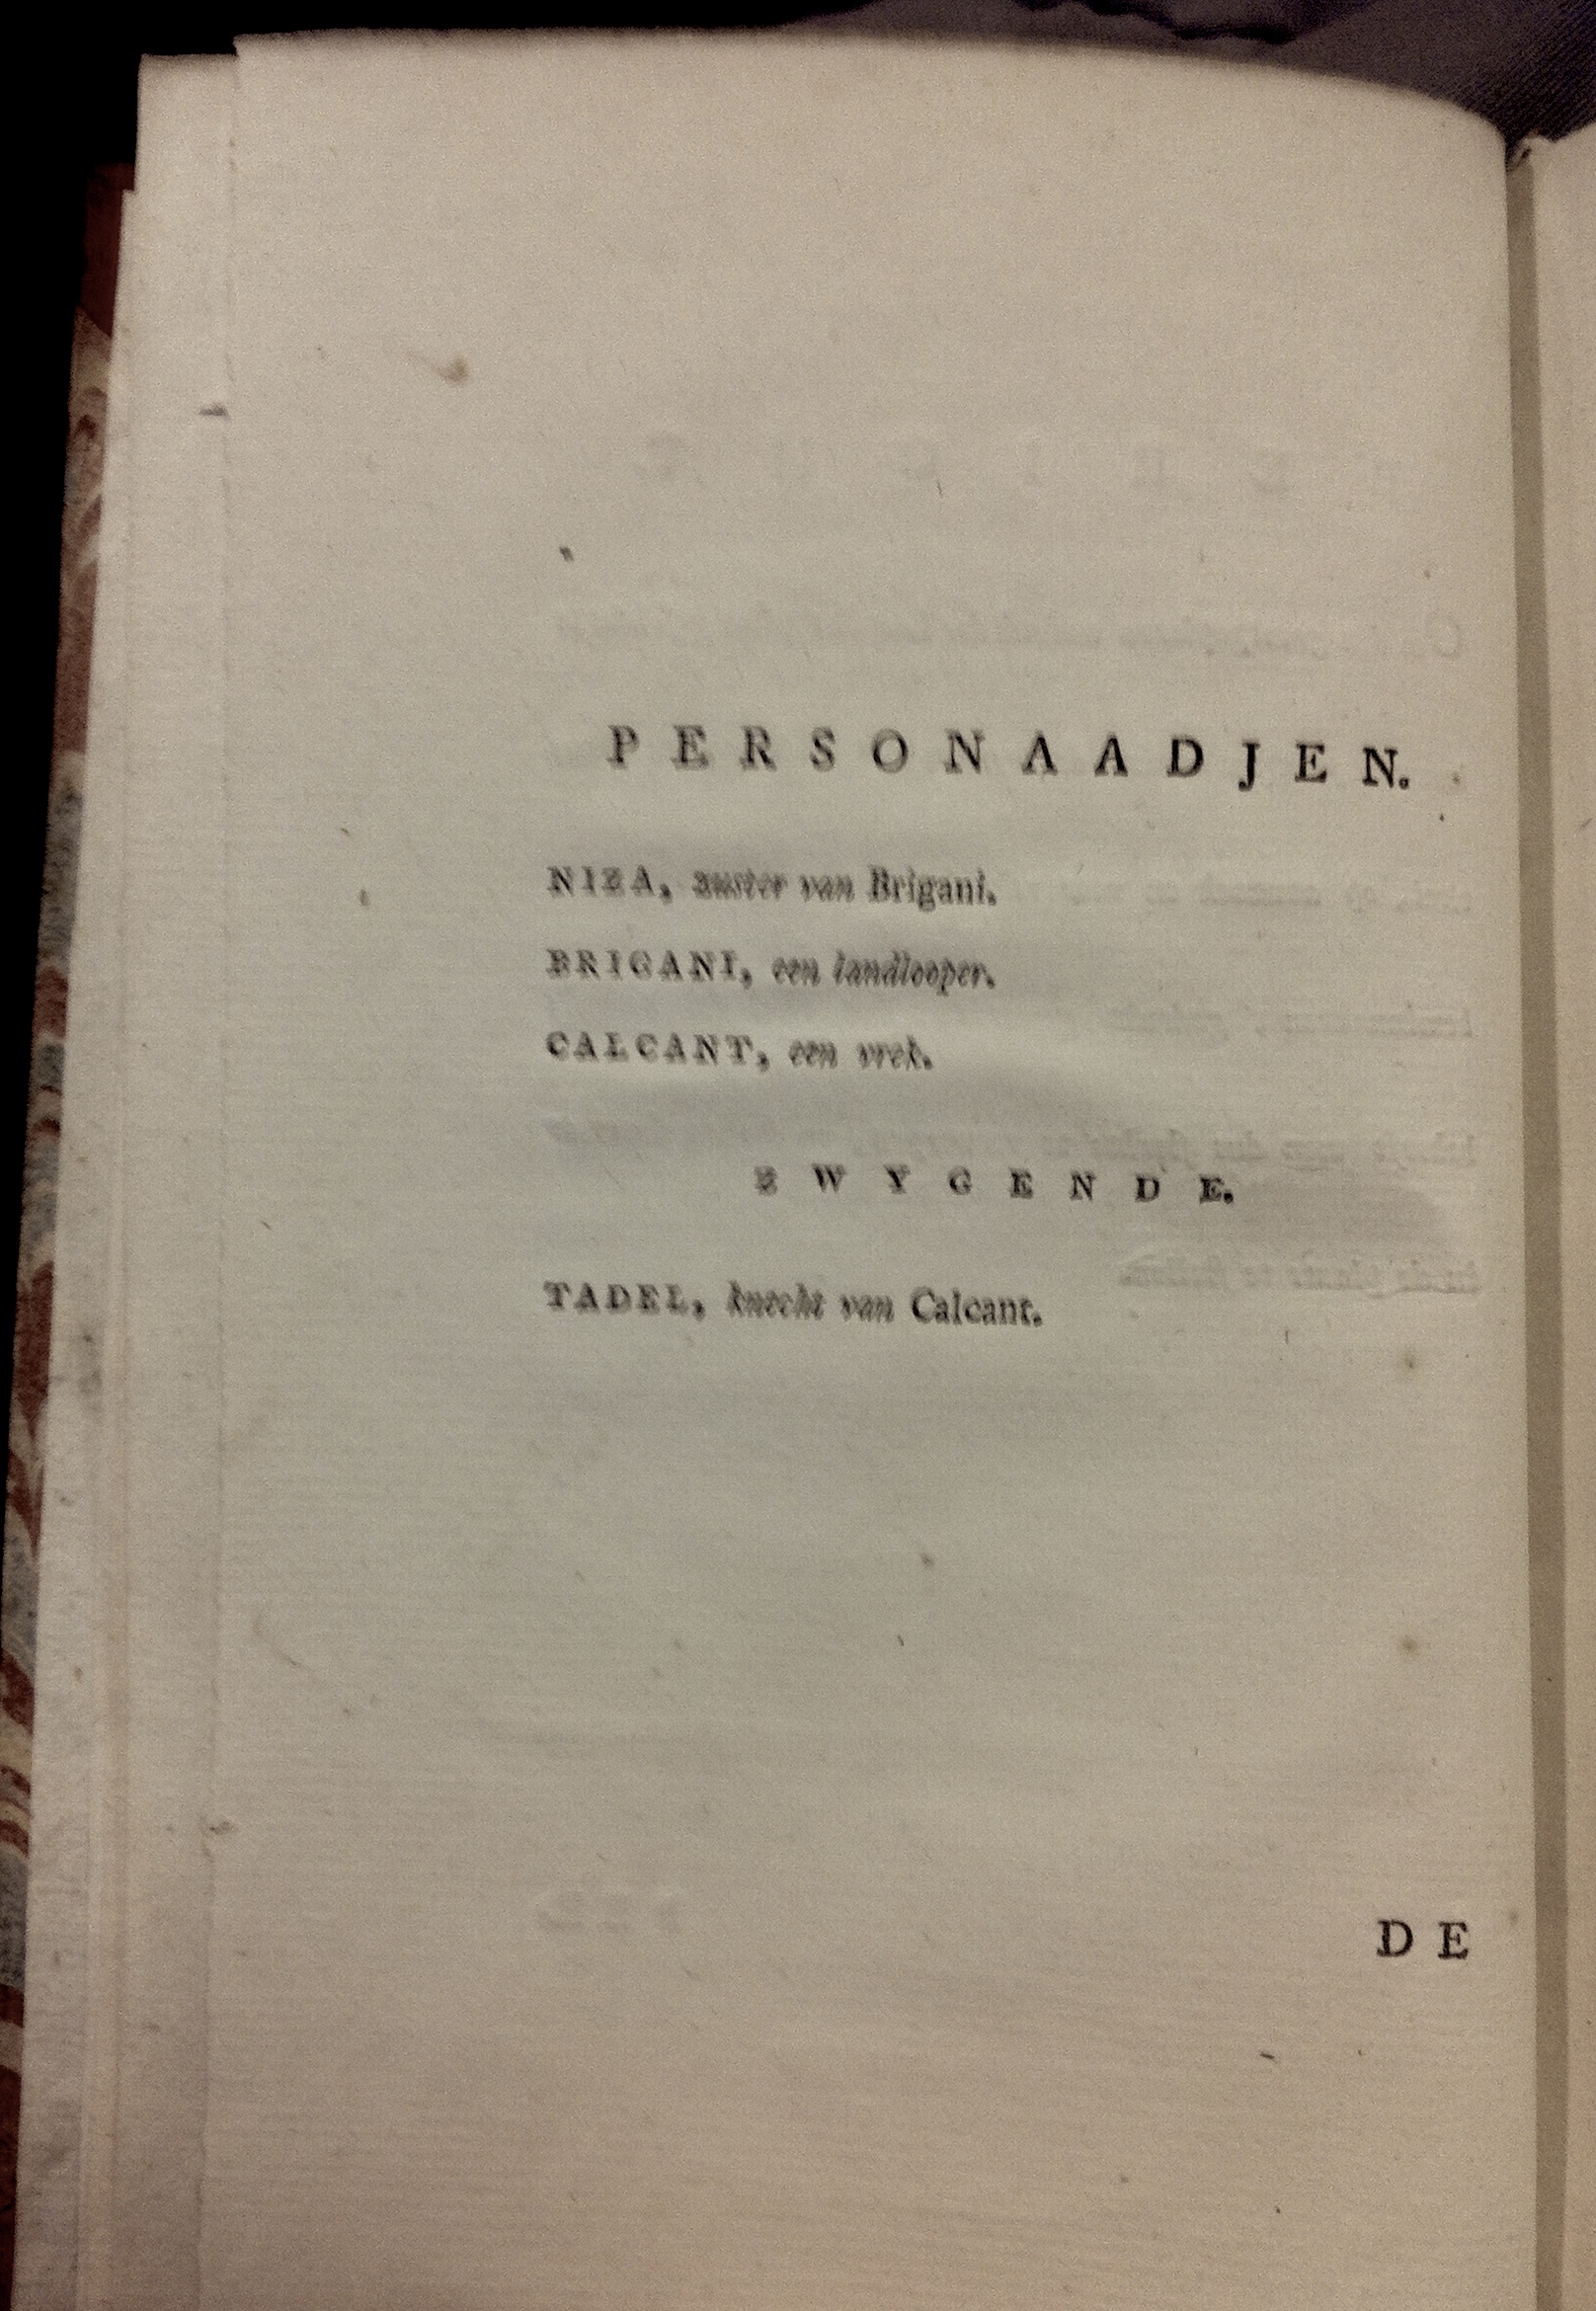 PERSONAADJEN.
NIZA, zuster van Brigani.
BRIGANI, een landlooper.
CALCANT, een vrek.
ZWYGENDE.
TADEL, knecht van Calcant.
DE